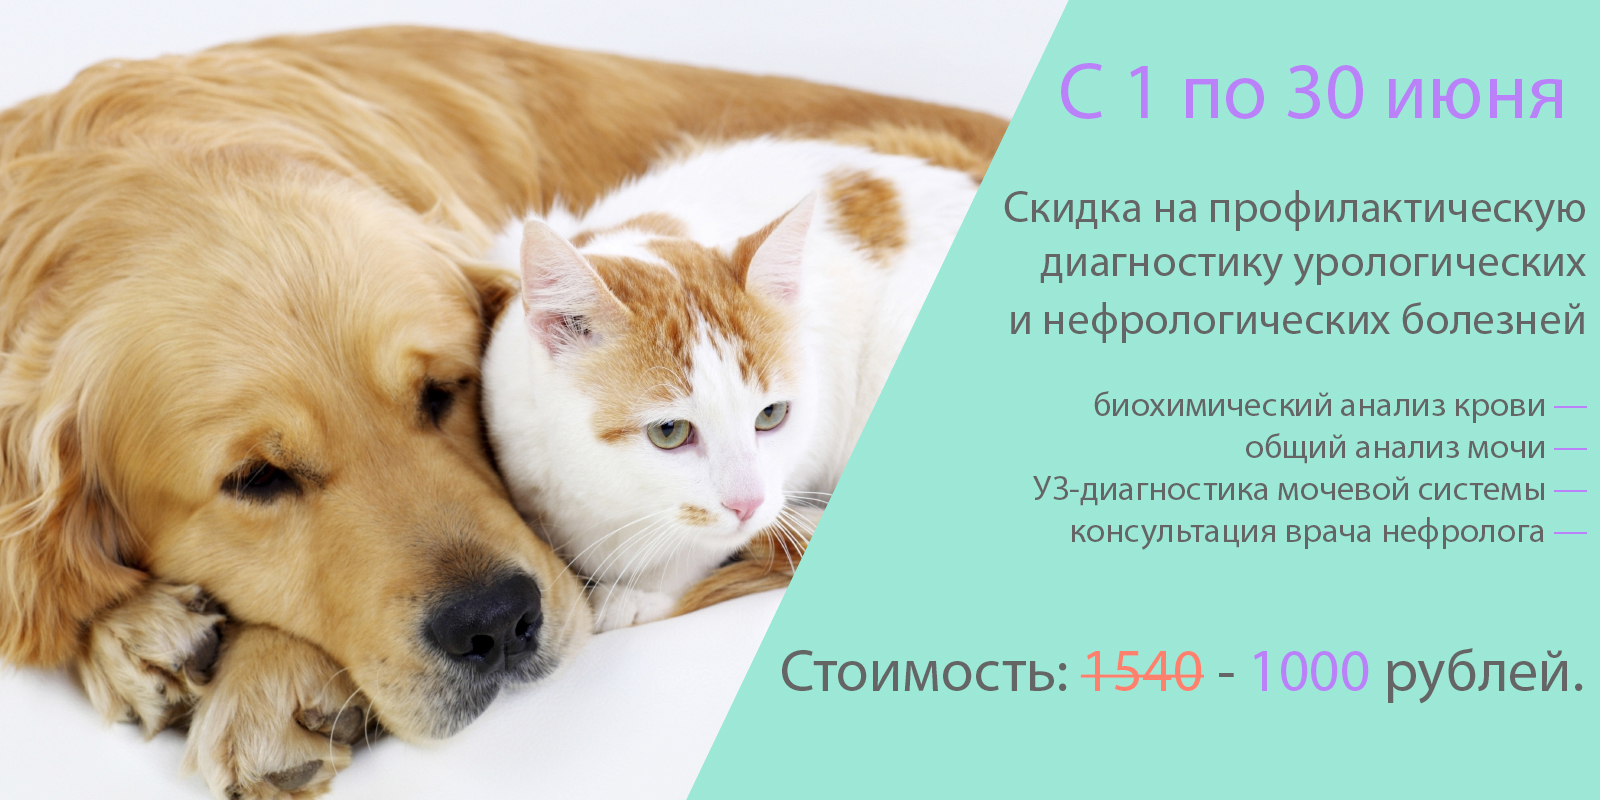 С 1 по 30 июня
Скидка на профилактическую
диагностику урологических
и нефрологических болезней
биохимический анализ крови —
общий анализ мочи —
УЗ-диагностика мочевой системы —
консультация врача нефролога —
Стоимость: 1540 - 1000 рублей.